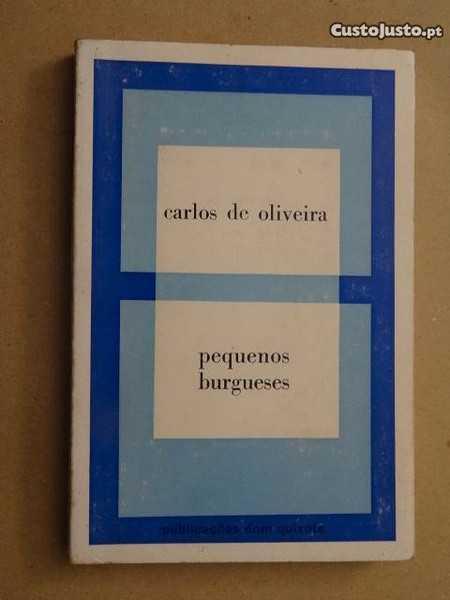 CustoJusto.pt
carlos de oliveira
pequenos
burgueses
publicações dom quixote